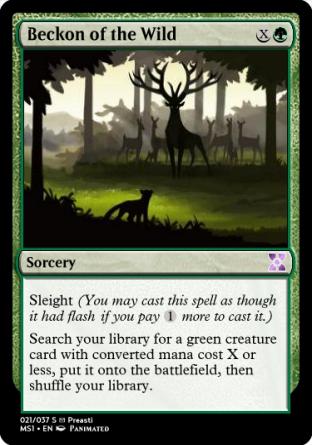 Beckon of the Wild X
Sorcery
Sleight (You may cast this spell as though
it had flash if you pay 1 more to cast it.)
Search your library for a green creature
card with converted mana cost X or
less, put it onto the battlefield, then
shuffle your library.
021/037 S Preasti
MS1 • EN Panimated